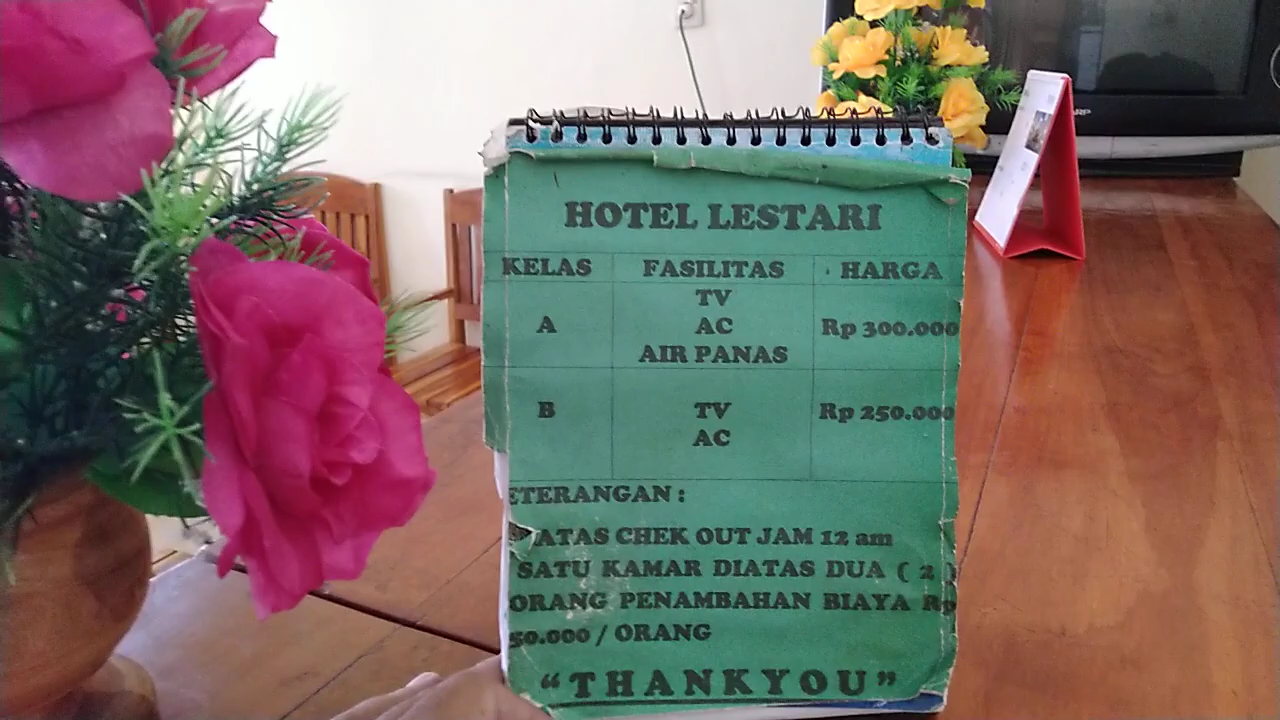 HOTEL LESTARI
KELAS FASILITAS HARGA
TV
A AC Rp 300.000
AIR PANAS
B TV Rp 250.000
AC
ETERANGAN :
ATAS CHEK OUT JAM 12 am
SATU KAMAR DIATAS DUA ( 2 )
ORANG PENAMBAHAN BIAYA Rp
50.000 / ORANG
“THANKYOU”